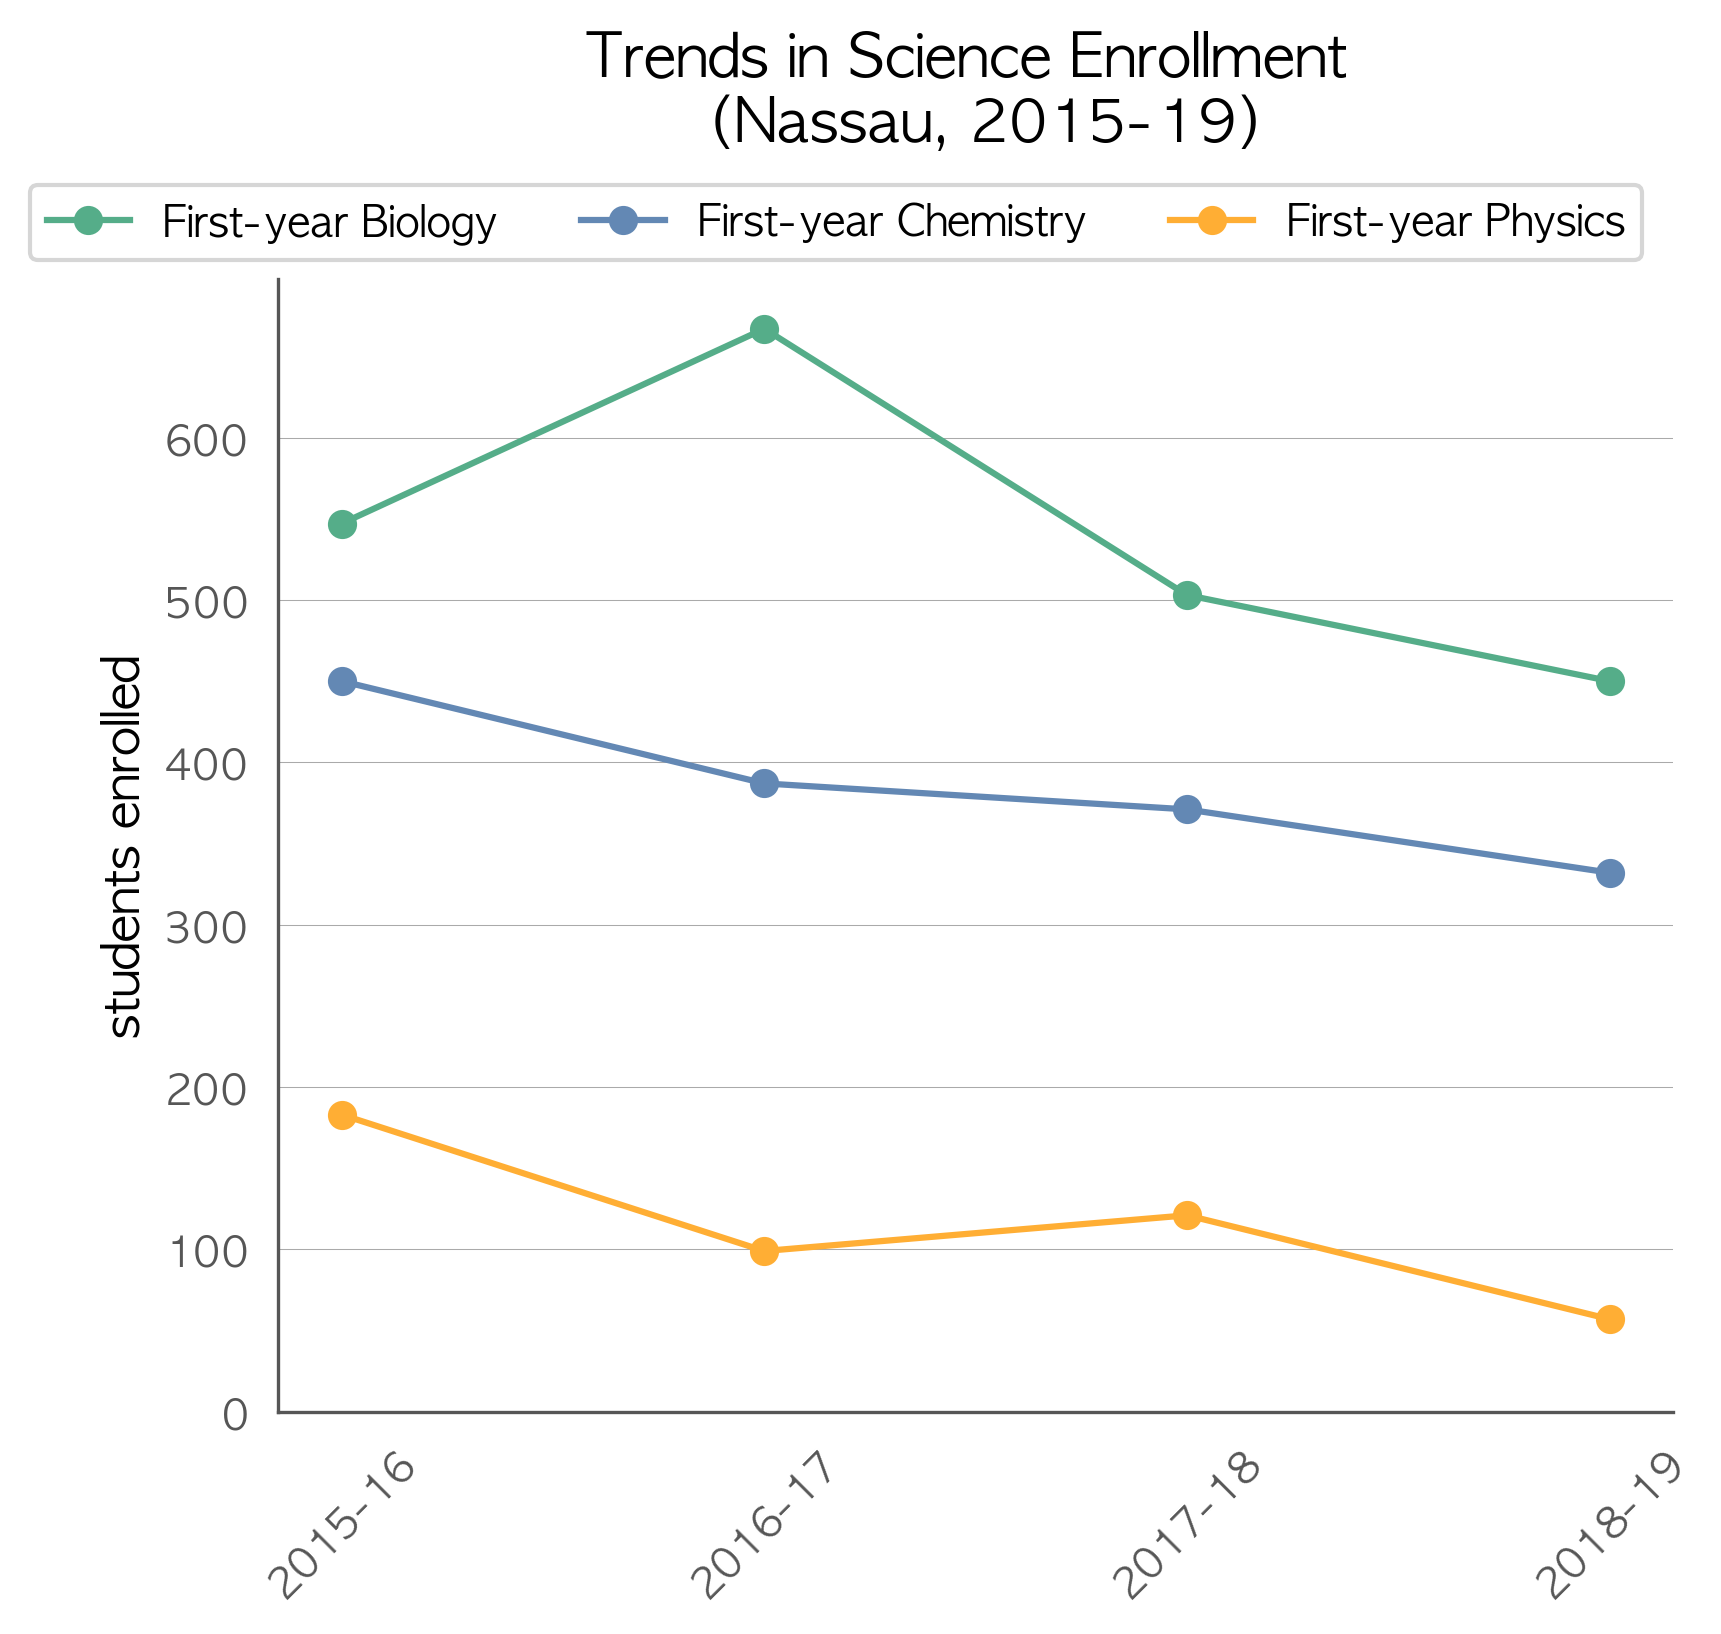 Trends in Science Enrollment
(Nassau, 2015-19)
First-year Biology First-year Chemistry First-year Physics
600
500
400
300
200
100
0
students enrolled
2015-16 2016-17 2017-18 2018-19